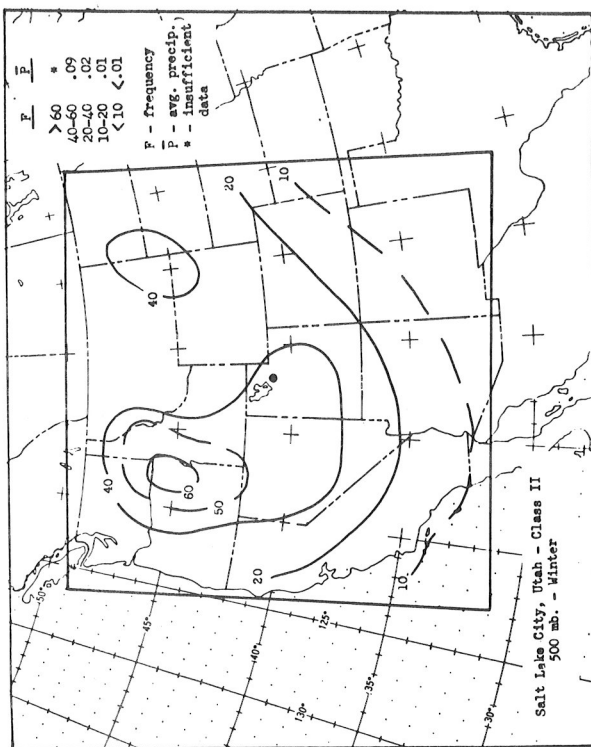 F P̄
>60 *
40-60 .09
20-40 .02
10-20 .01
<10 <.01
F - frequency
P̄ - avg. precip.
* - insufficient
data
40
20
10
40
60
50
20
10
50°
45°
40°
35°
30°
125°
130°
Salt Lake City, Utah - Class II
500 mb. - Winter